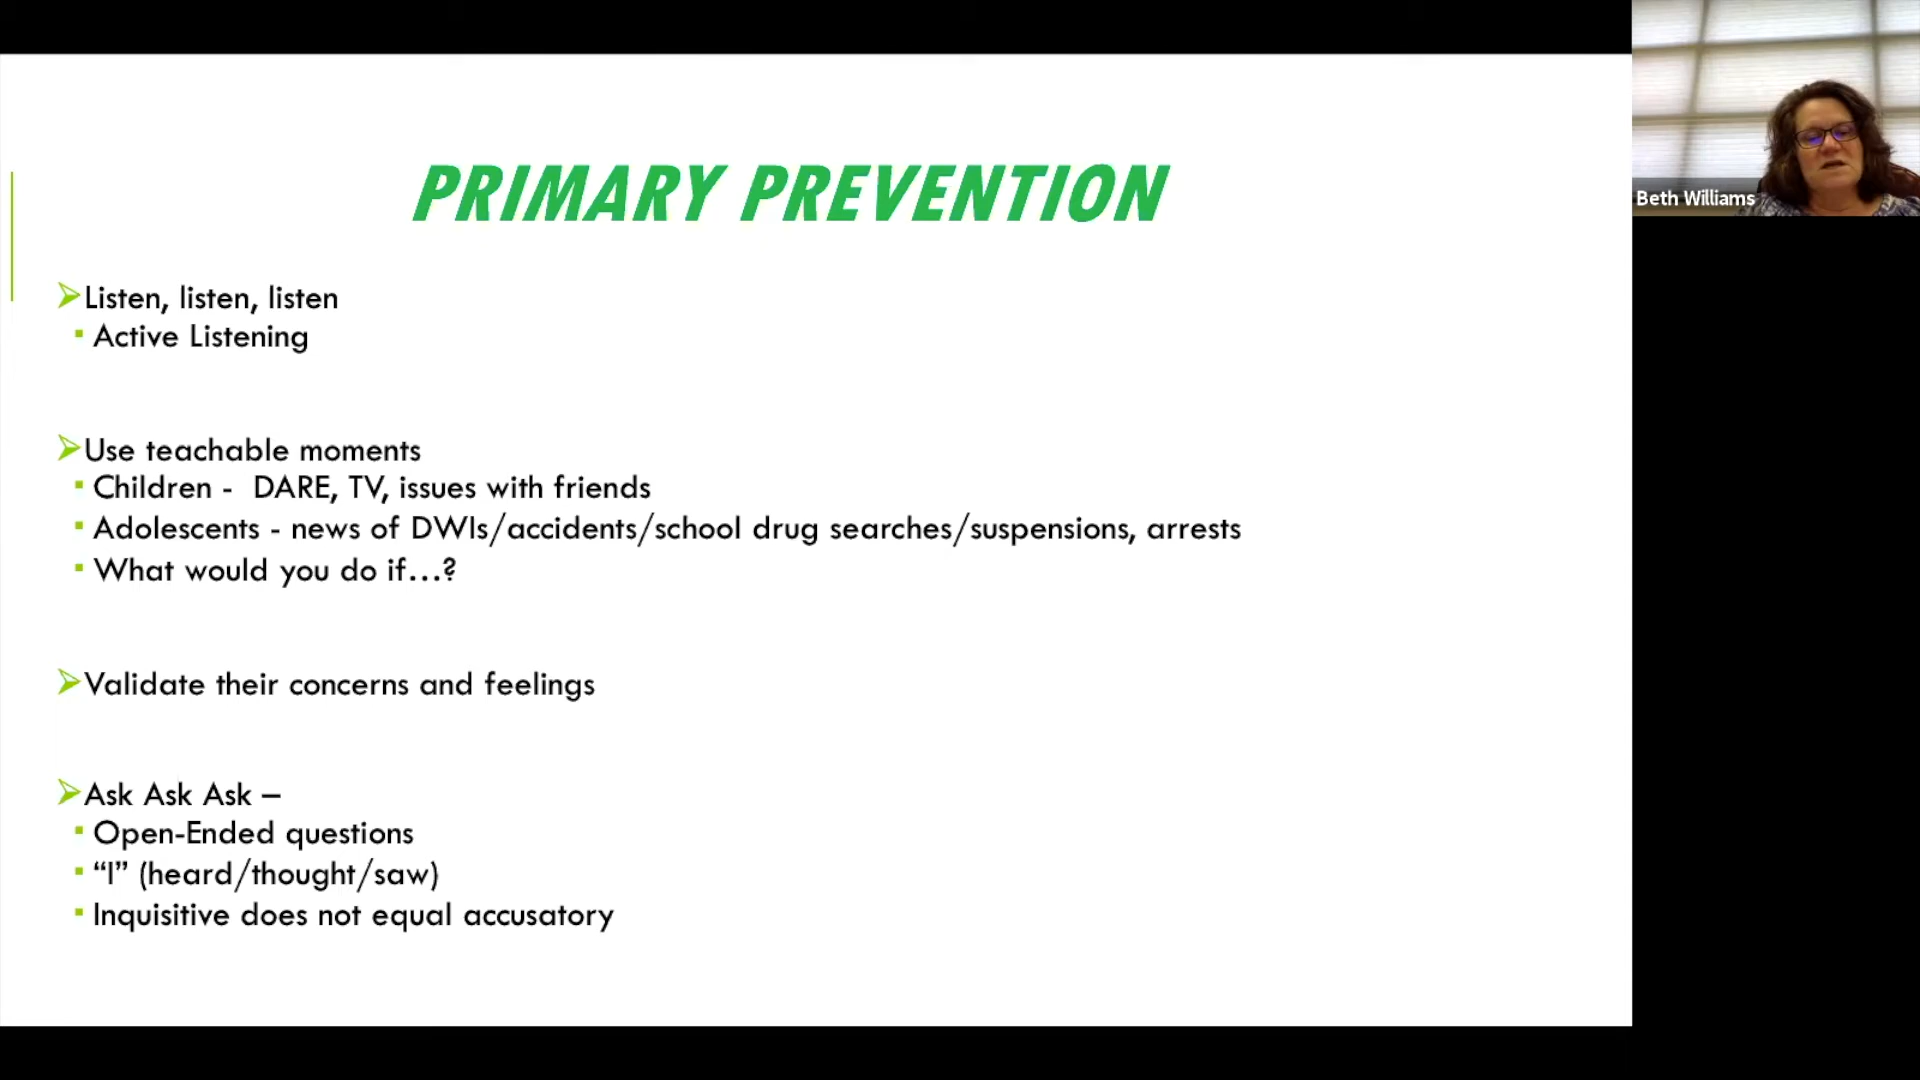 PRIMARY PREVENTION
Listen, listen, listen
Active Listening
Use teachable moments
Children - DARE, TV, issues with friends
Adolescents - news of DWIs/accidents/school drug searches/suspensions, arrests
What would you do if...?
Validate their concerns and feelings
Ask Ask Ask –
Open-Ended questions
“I” (heard/thought/saw)
Inquisitive does not equal accusatory
Beth Williams